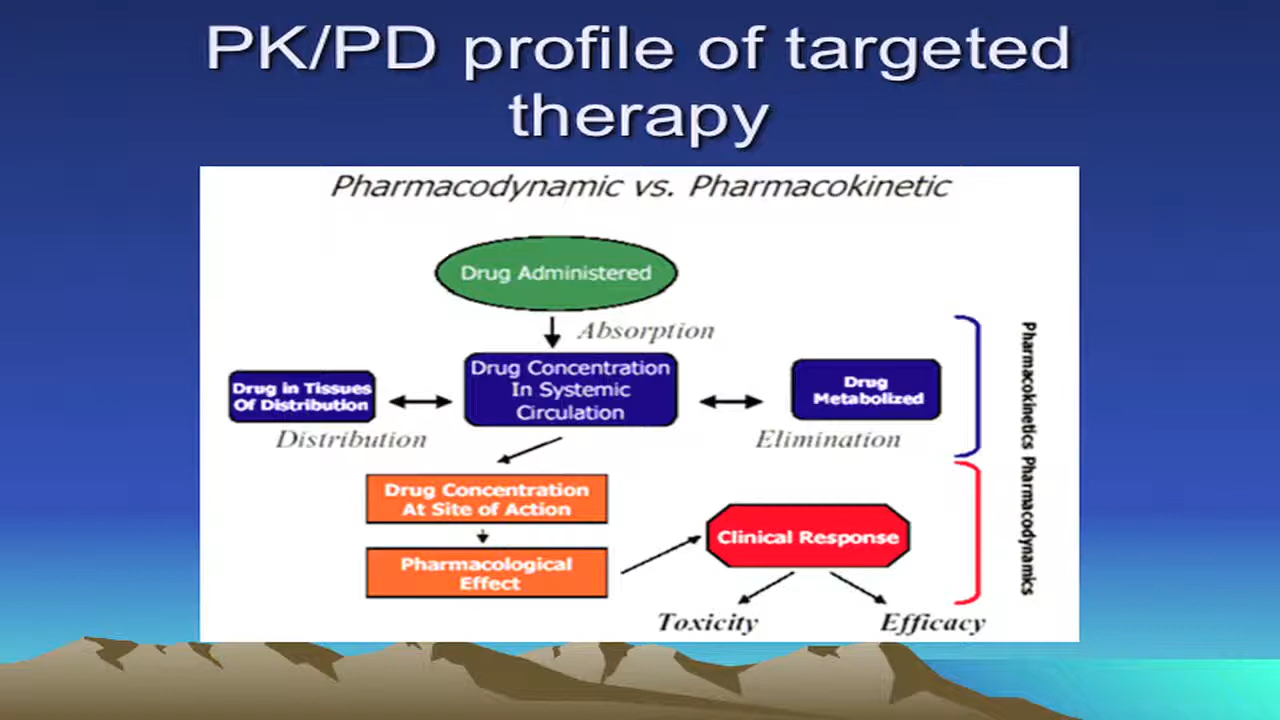 PK/PD profile of targeted
therapy
Pharmacodynamic vs. Pharmacokinetic
Drug Administered
Absorption
Drug in Tissues
Of Distribution
Drug Concentration
In Systemic
Circulation
Drug
Metabolized
Distribution
Elimination
Pharmacokinetics
Drug Concentration
At Site of Action
Pharmacological
Effect
Clinical Response
Toxicity
Efficacy
Pharmacodynamics